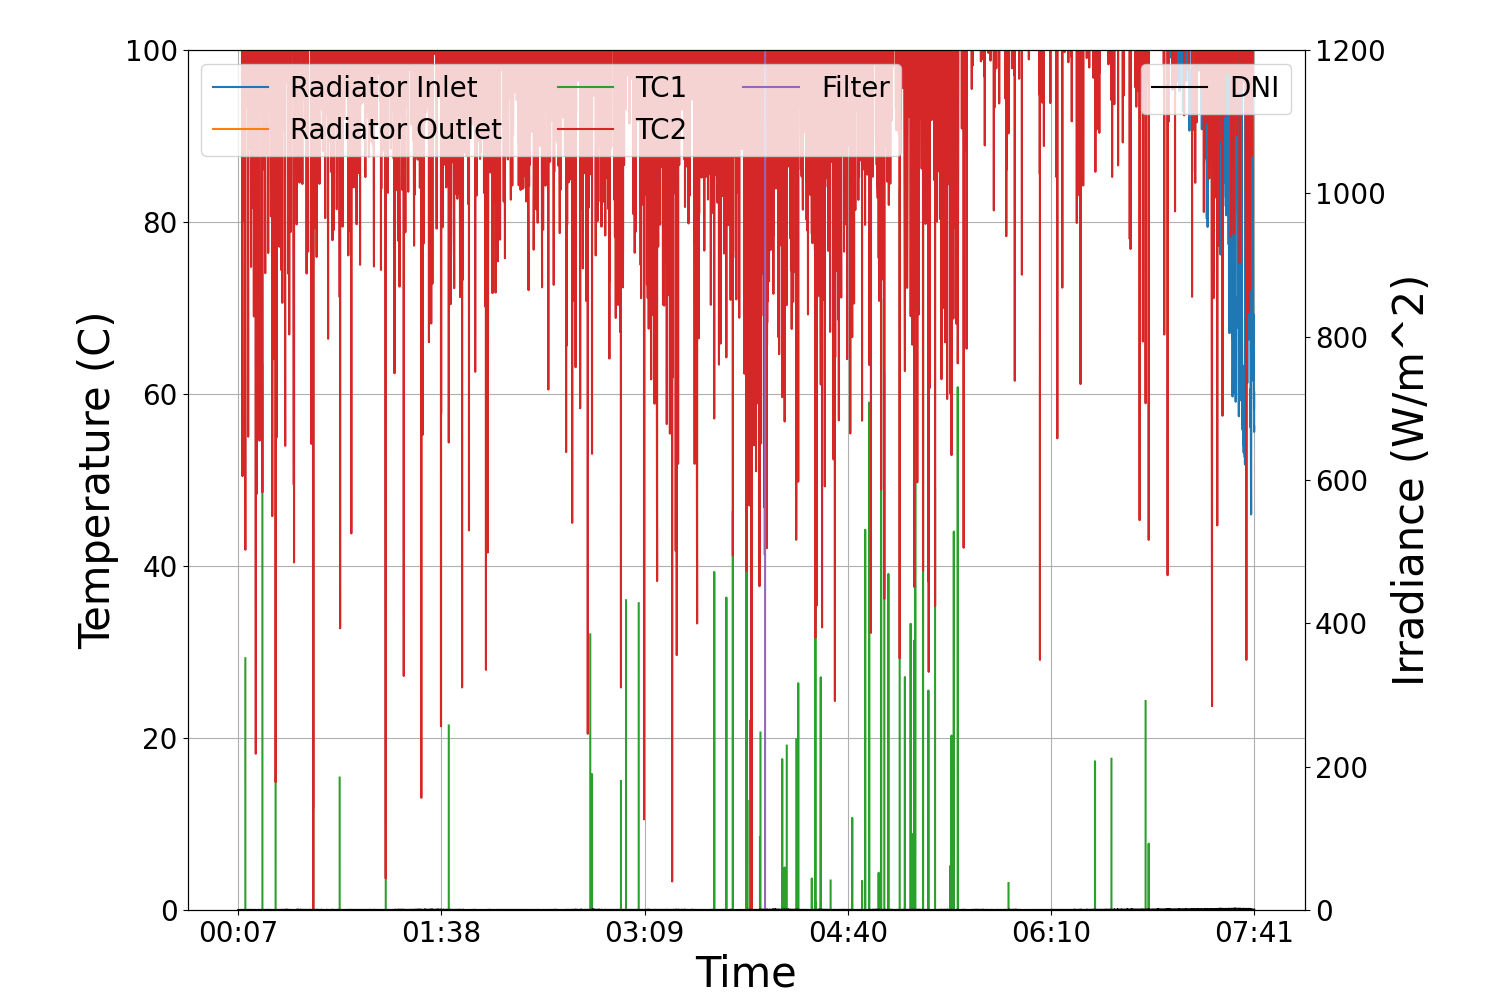 100
80
60
40
20
0
Temperature (C)
Radiator Inlet
Radiator Outlet
TC1
TC2
Filter
DNI
1200
1000
800
600
400
200
0
Irradiance (W/m^2)
00:07
01:38
03:09
04:40
06:10
07:41
Time